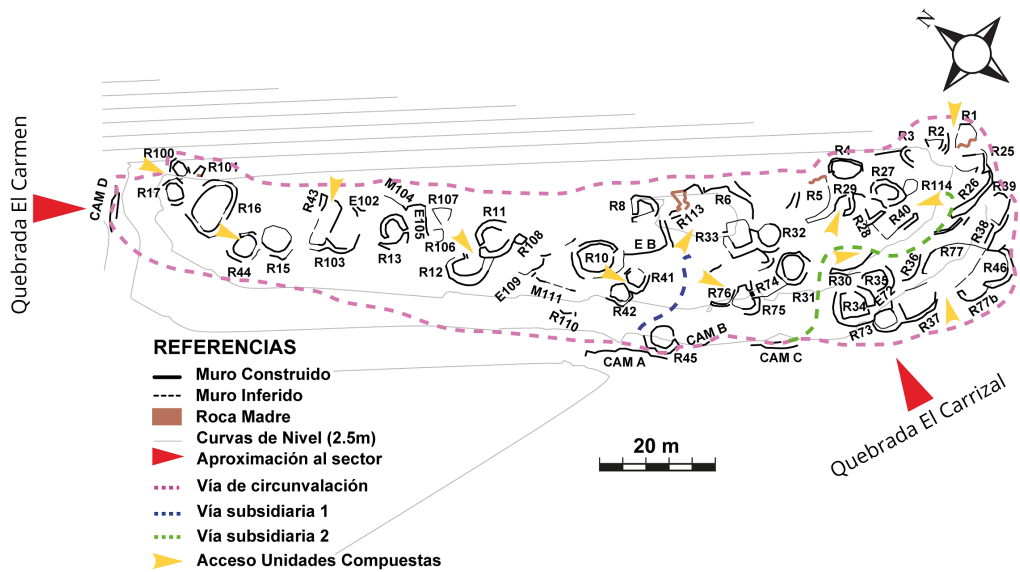 N
Quebrada El Carmen
CAM D
R100
R101
R17
R16
R44
R15
R43
E102
R103
M104
E105
R13
R107
R106
R11
R108
R12
E109
M111
R110
R8
R10
E B
R41
R42
R45
CAM A
CAM B
CAM C
R113
R6
R33
R32
R76
R74
R75
R31
R5
R4
R3
R2
R1
R25
R27
R29
R28
R40
R114
R26
R39
R38
R77
R36
R46
R77b
R30
R35
E72
R34
R73
R37
Quebrada El Carrizal
20 m
REFERENCIAS
Muro Construido
Muro Inferido
Roca Madre
Curvas de Nivel (2.5m)
Aproximación al sector
Vía de circunvalación
Vía subsidiaria 1
Vía subsidiaria 2
Acceso Unidades Compuestas